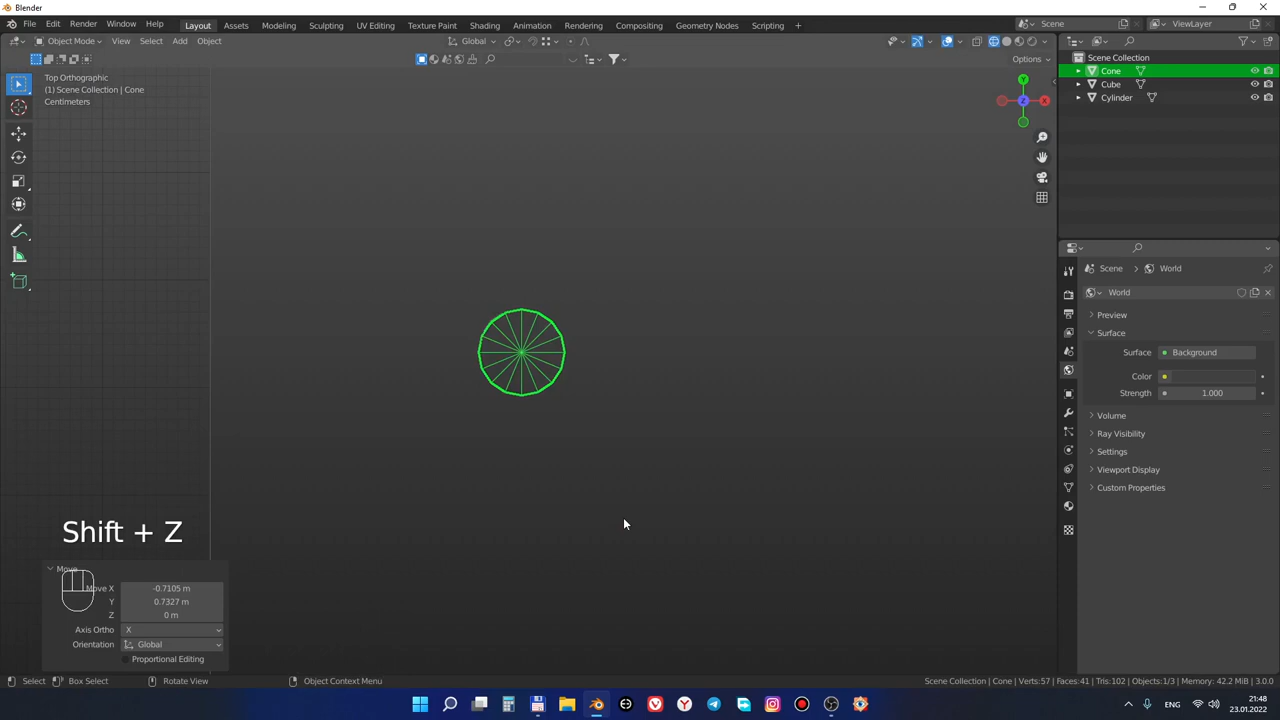 Blender
File Edit Render Window Help Layout Assets Modeling Sculpting UV Editing Texture Paint Shading Animation Rendering Compositing Geometry Nodes Scripting + Scene ViewLayer
Object Mode View Select Add Object Global
Options
Top Orthographic
(1) Scene Collection | Cone
Centimeters
Y
Z
X
Scene Collection
Cone
Cube
Cylinder
Scene > World
World
Preview
Surface
Surface Background
Color
Strength 1.000
Volume
Ray Visibility
Settings
Viewport Display
Custom Properties
Shift + Z
Move
Move X -0.7105 m
Y 0.7327 m
Z 0 m
Axis Ortho X
Orientation Global
Proportional Editing
Select Box Select Rotate View Object Context Menu Scene Collection | Cone | Verts:57 | Faces:41 | Tris:102 | Objects:1/3 | Memory: 42.2 MiB | 3.0.0
ENG 21:48
23.01.2022